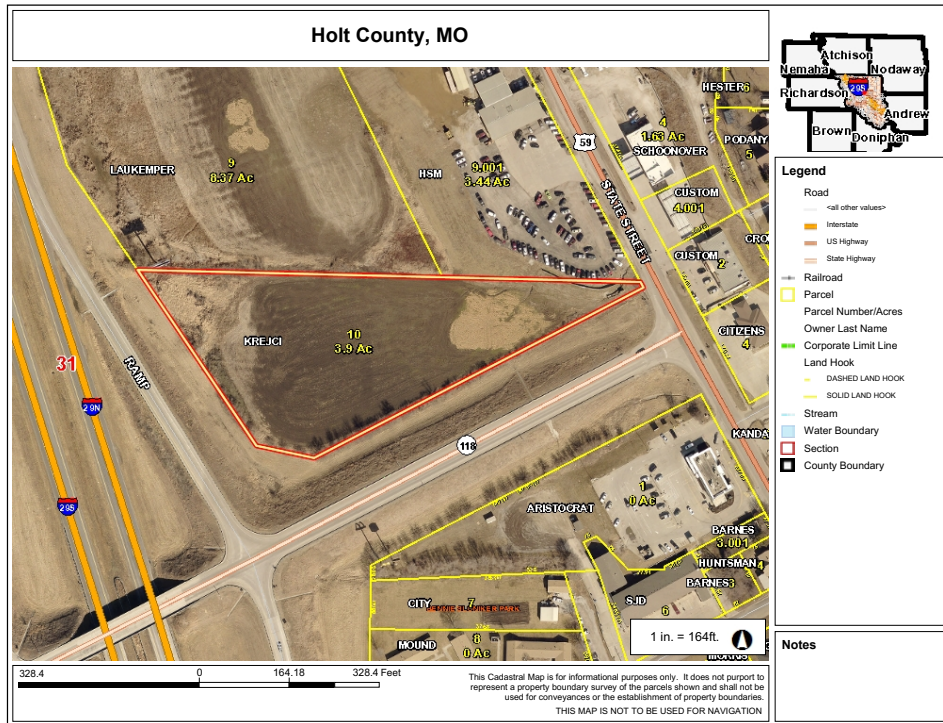 Holt County, MO
LAUKEMPER
9
8.37 Ac
HSM
9.001
3.44 Ac
59
STATE STREET
4
1.63 Ac
SCHOONOVER
HESTER
6
PODANY
5
CUSTOM
4.001
CUSTOM
2
CITIZENS
4
KREJCI
10
3.9 Ac
31
RAMP
29N
29S
118
ARISTOCRAT
1
0 Ac
BARNES
3.001
HUNTSMAN
4
BARNES
3
SJD
6
CITY
7
MOUND
8
0 Ac
1 in. = 164ft.
Atchison
Nemaha
Nodaway
Richardson
29S
Andrew
Brown
Doniphan
Legend
Road
<all other values>
Interstate
US Highway
State Highway
Railroad
Parcel
Parcel Number/Acres
Owner Last Name
Corporate Limit Line
Land Hook
DASHED LAND HOOK
SOLID LAND HOOK
Stream
Water Boundary
Section
County Boundary
Notes
328.4
0
164.18
328.4 Feet
This Cadastral Map is for informational purposes only. It does not purport to
represent a property boundary survey of the parcels shown and shall not be
used for conveyances or the establishment of property boundaries.
THIS MAP IS NOT TO BE USED FOR NAVIGATION